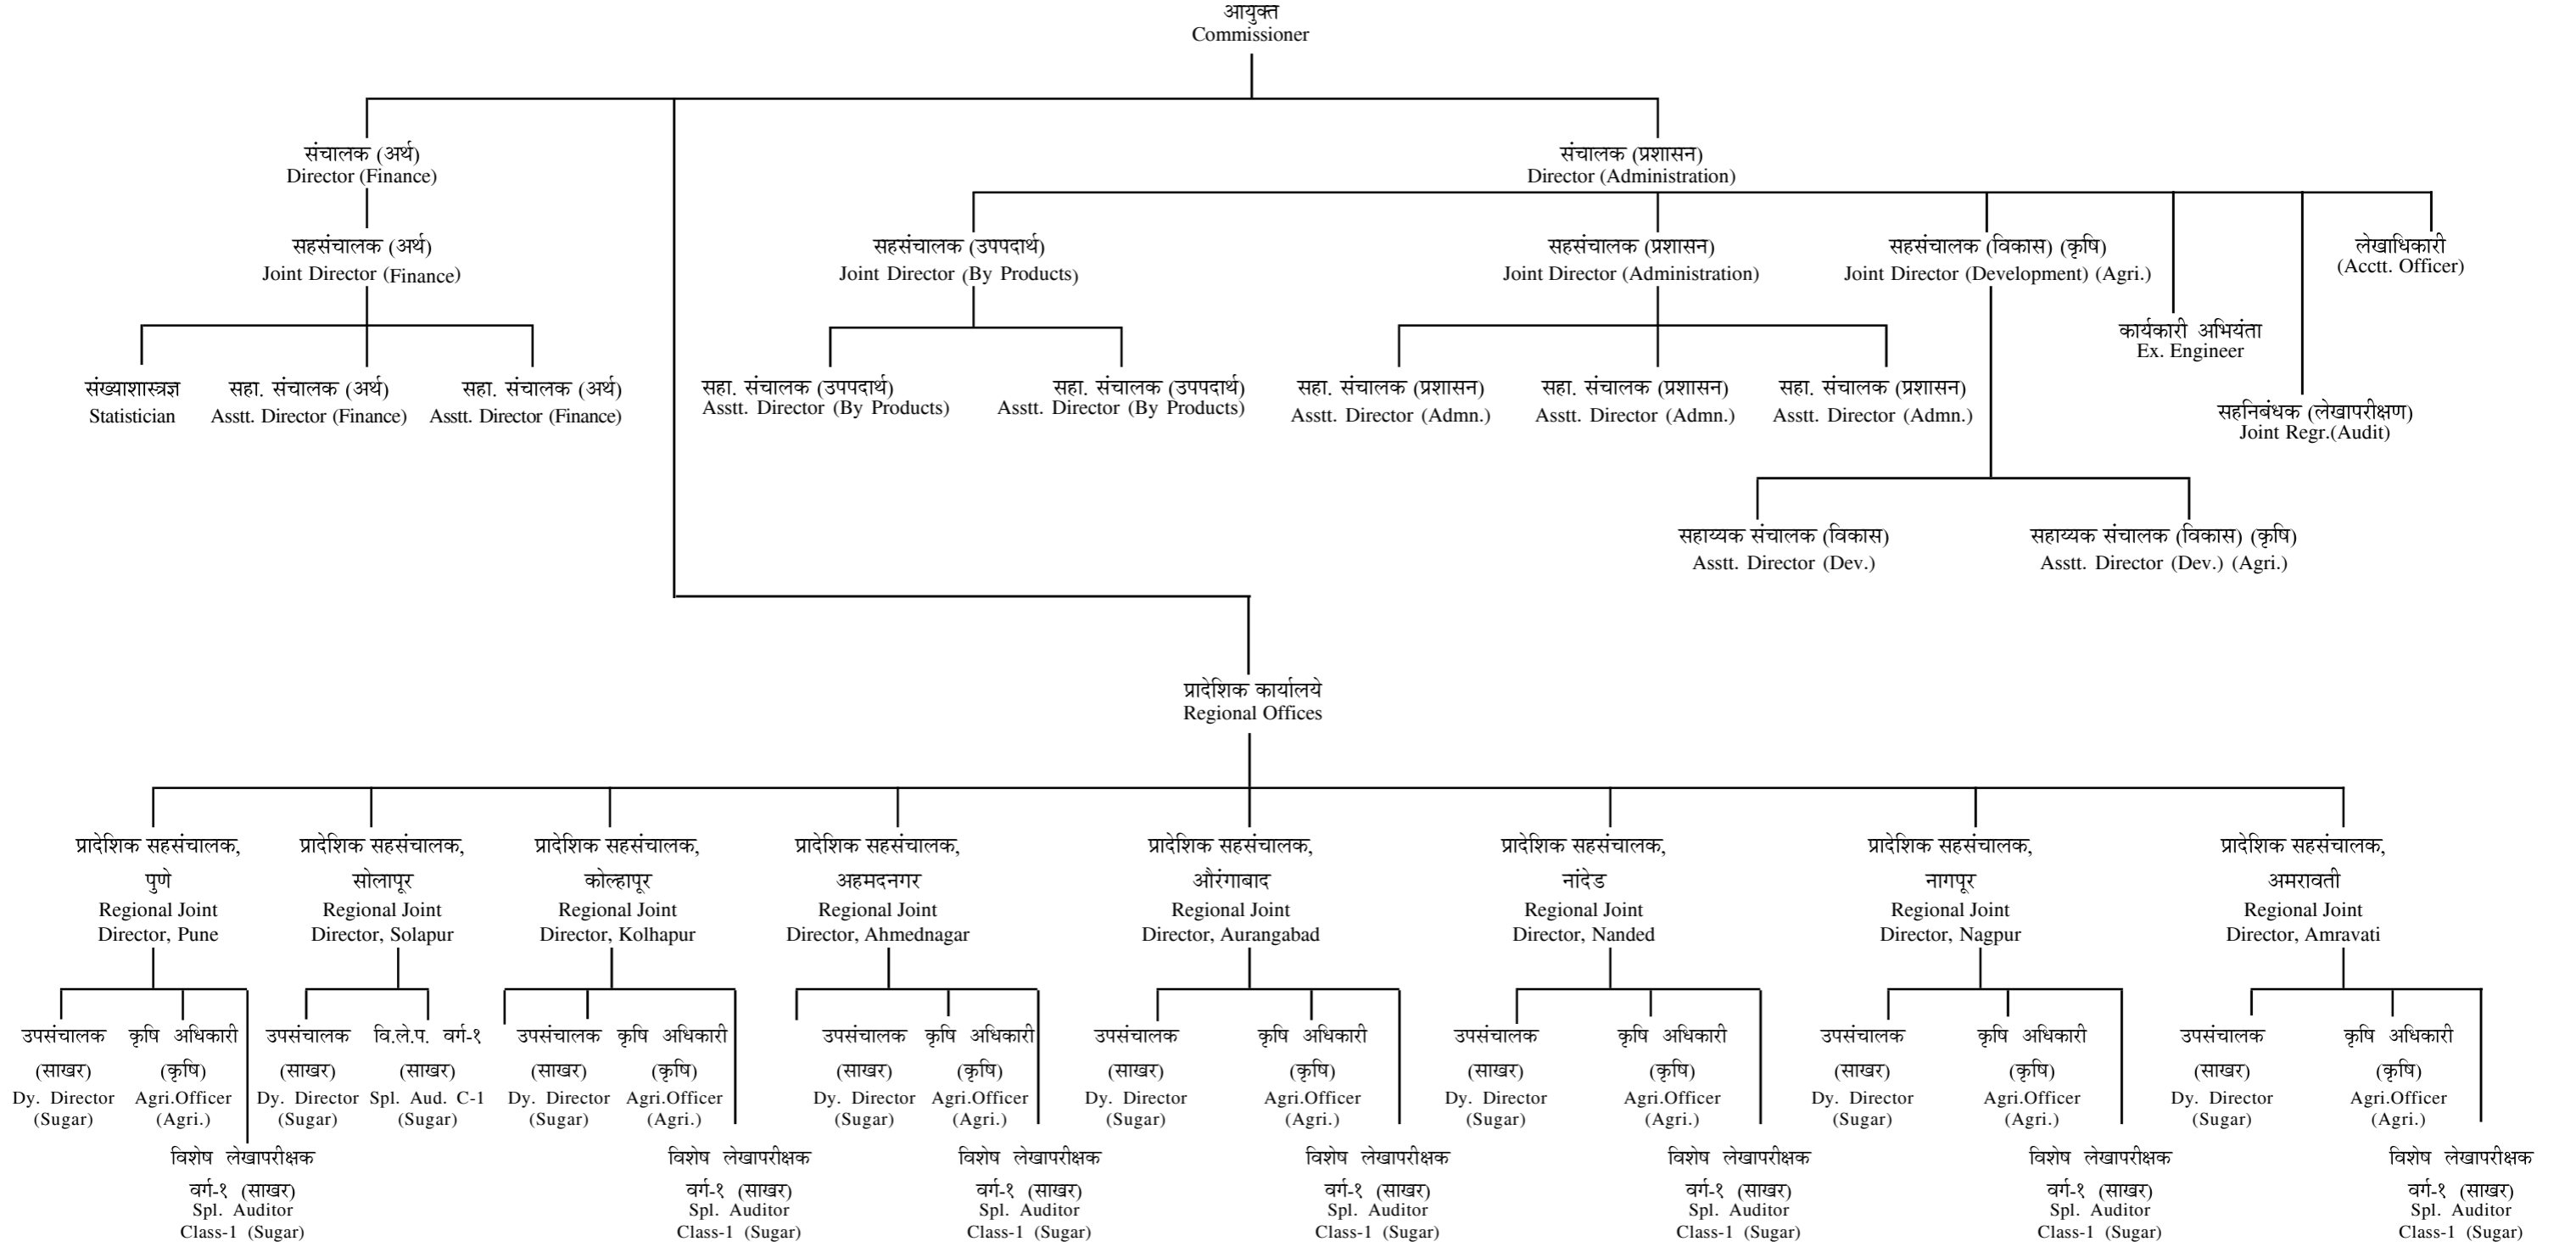 आयुक्त
Commissioner
संचालक (अर्थ)
Director (Finance)
संचालक (प्रशासन)
Director (Administration)
सहसंचालक (अर्थ)
Joint Director (Finance)
सहसंचालक (उपपदार्थ)
Joint Director (By Products)
सहसंचालक (प्रशासन)
Joint Director (Administration)
सहसंचालक (विकास) (कृषि)
Joint Director (Development) (Agri.)
लेखाधिकारी
(Acctt. Officer)
कार्यकारी अभियंता
Ex. Engineer
सहनिबंधक (लेखापरीक्षण)
Joint Regr.(Audit)
संख्याशास्त्रज्ञ
Statistician
सहा. संचालक (अर्थ)
Asstt. Director (Finance)
सहा. संचालक (अर्थ)
Asstt. Director (Finance)
सहा. संचालक (उपपदार्थ)
Asstt. Director (By Products)
सहा. संचालक (उपपदार्थ)
Asstt. Director (By Products)
सहा. संचालक (प्रशासन)
Asstt. Director (Admn.)
सहा. संचालक (प्रशासन)
Asstt. Director (Admn.)
सहा. संचालक (प्रशासन)
Asstt. Director (Admn.)
सहाय्यक संचालक (विकास)
Asstt. Director (Dev.)
सहाय्यक संचालक (विकास) (कृषि)
Asstt. Director (Dev.) (Agri.)
प्रादेशिक कार्यालये
Regional Offices
प्रादेशिक सहसंचालक,
पुणे
Regional Joint
Director, Pune
प्रादेशिक सहसंचालक,
सोलापूर
Regional Joint
Director, Solapur
प्रादेशिक सहसंचालक,
कोल्हापूर
Regional Joint
Director, Kolhapur
प्रादेशिक सहसंचालक,
अहमदनगर
Regional Joint
Director, Ahmednagar
प्रादेशिक सहसंचालक,
औरंगाबाद
Regional Joint
Director, Aurangabad
प्रादेशिक सहसंचालक,
नांदेड
Regional Joint
Director, Nanded
प्रादेशिक सहसंचालक,
नागपूर
Regional Joint
Director, Nagpur
प्रादेशिक सहसंचालक,
अमरावती
Regional Joint
Director, Amravati
उपसंचालक
(साखर)
Dy. Director
(Sugar)
कृषि अधिकारी
(कृषि)
Agri.Officer
(Agri.)
विशेष लेखापरीक्षक
वर्ग-१ (साखर)
Spl. Auditor
Class-1 (Sugar)
उपसंचालक
(साखर)
Dy. Director
(Sugar)
वि.ले.प. वर्ग-१
(साखर)
Spl. Aud. C-1
(Sugar)
उपसंचालक
(साखर)
Dy. Director
(Sugar)
कृषि अधिकारी
(कृषि)
Agri.Officer
(Agri.)
विशेष लेखापरीक्षक
वर्ग-१ (साखर)
Spl. Auditor
Class-1 (Sugar)
उपसंचालक
(साखर)
Dy. Director
(Sugar)
कृषि अधिकारी
(कृषि)
Agri.Officer
(Agri.)
विशेष लेखापरीक्षक
वर्ग-१ (साखर)
Spl. Auditor
Class-1 (Sugar)
उपसंचालक
(साखर)
Dy. Director
(Sugar)
कृषि अधिकारी
(कृषि)
Agri.Officer
(Agri.)
विशेष लेखापरीक्षक
वर्ग-१ (साखर)
Spl. Auditor
Class-1 (Sugar)
उपसंचालक
(साखर)
Dy. Director
(Sugar)
कृषि अधिकारी
(कृषि)
Agri.Officer
(Agri.)
विशेष लेखापरीक्षक
वर्ग-१ (साखर)
Spl. Auditor
Class-1 (Sugar)
उपसंचालक
(साखर)
Dy. Director
(Sugar)
कृषि अधिकारी
(कृषि)
Agri.Officer
(Agri.)
विशेष लेखापरीक्षक
वर्ग-१ (साखर)
Spl. Auditor
Class-1 (Sugar)
उपसंचालक
(साखर)
Dy. Director
(Sugar)
कृषि अधिकारी
(कृषि)
Agri.Officer
(Agri.)
विशेष लेखापरीक्षक
वर्ग-१ (साखर)
Spl. Auditor
Class-1 (Sugar)